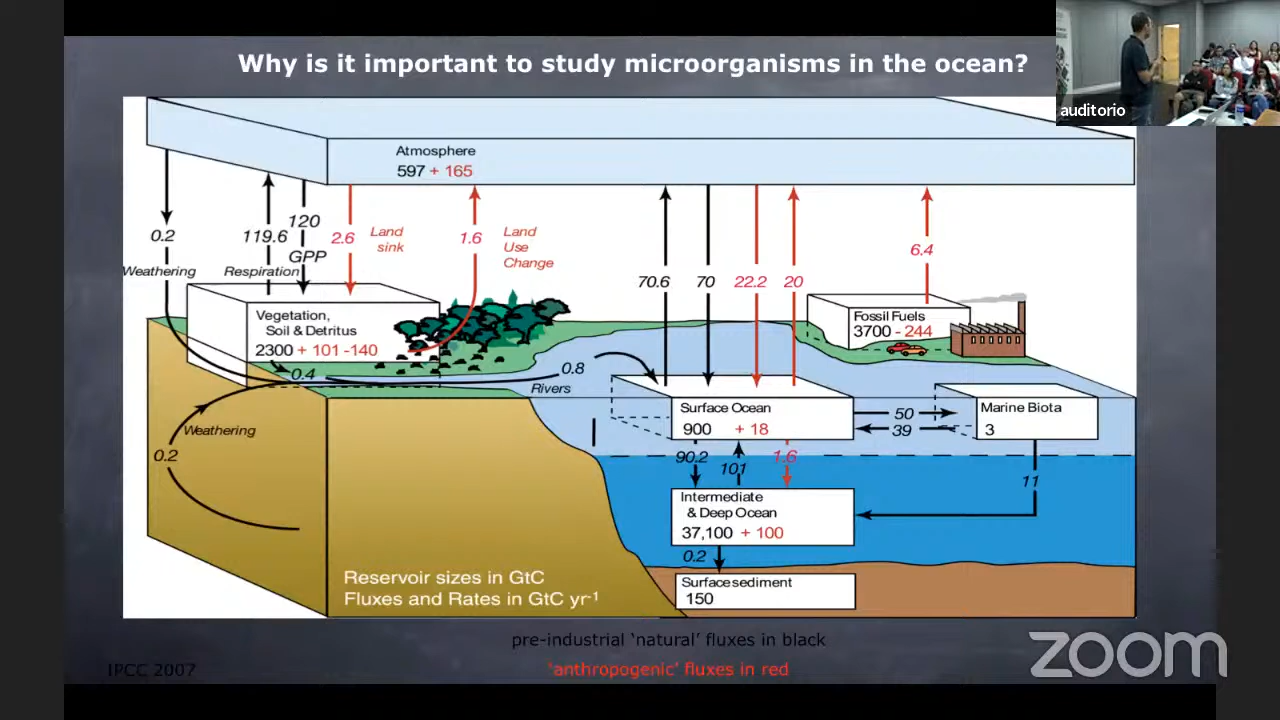 Why is it important to study microorganisms in the ocean?
auditorio
Atmosphere
597 + 165
0.2
Weathering
119.6
Respiration
120
GPP
2.6
Land
sink
1.6
Land
Use
Change
70.6
70
22.2
20
6.4
Vegetation,
Soil & Detritus
2300 + 101 -140
Fossil Fuels
3700 - 244
0.4
0.8
Rivers
Surface Ocean
900 + 18
50
39
Marine Biota
3
Weathering
0.2
90.2
101
1.6
11
Intermediate
& Deep Ocean
37,100 + 100
0.2
Surface sediment
150
Reservoir sizes in GtC
Fluxes and Rates in GtC yr-1
pre-industrial ‘natural’ fluxes in black
‘anthropogenic’ fluxes in red
IPCC 2007
zoom